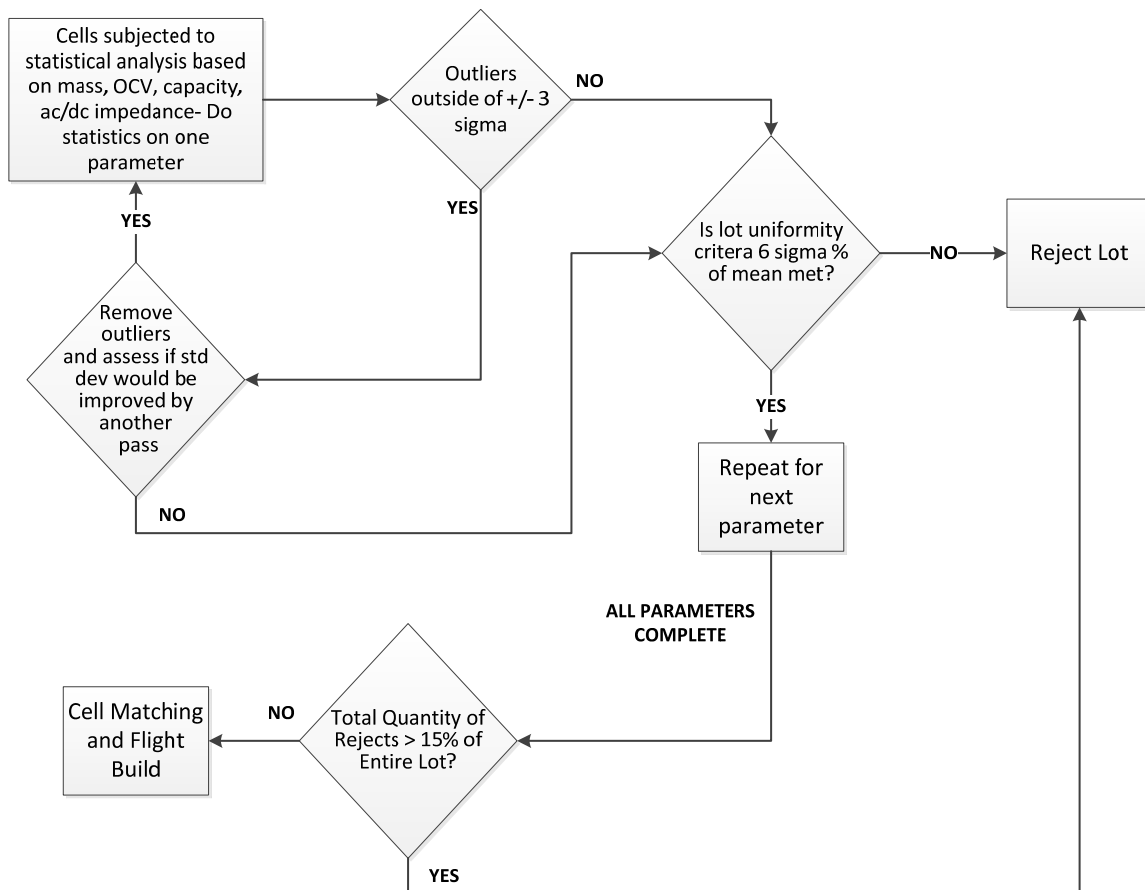 Cells subjected to
statistical analysis based
on mass, OCV, capacity,
ac/dc impedance- Do
statistics on one
parameter
Outliers
outside of +/- 3
sigma
NO
YES
YES
Is lot uniformity
critera 6 sigma %
of mean met?
NO
Reject Lot
Remove
outliers
and assess if std
dev would be
improved by
another
pass
NO
YES
Repeat for
next
parameter
ALL PARAMETERS
COMPLETE
Total Quantity of
Rejects > 15% of
Entire Lot?
NO
Cell Matching
and Flight
Build
YES